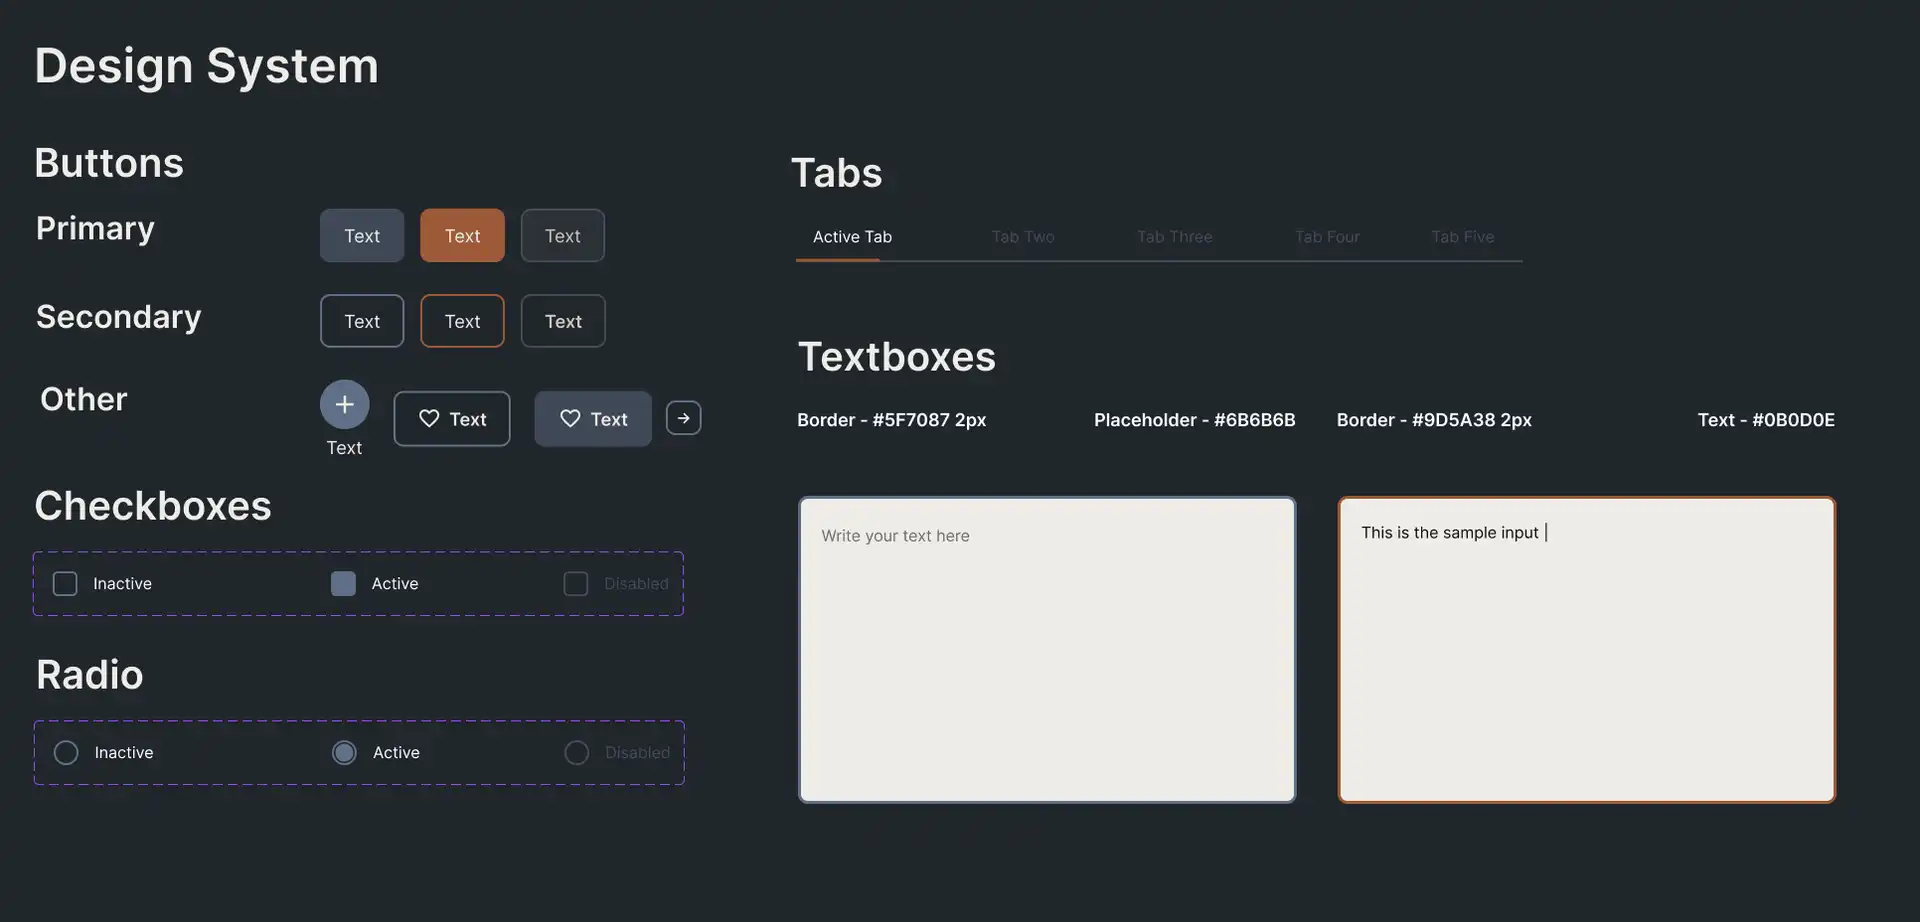 Design System
Buttons
Primary
Text Text Text
Secondary
Text Text Text
Other
Text
Text
Text
Checkboxes
Inactive Active Disabled
Radio
Inactive Active Disabled
Tabs
Active Tab Tab Two Tab Three Tab Four Tab Five
Textboxes
Border - #5F7087 2px Placeholder - #6B6B6B Border - #9D5A38 2px Text - #0B0D0E
Write your text here
This is the sample input